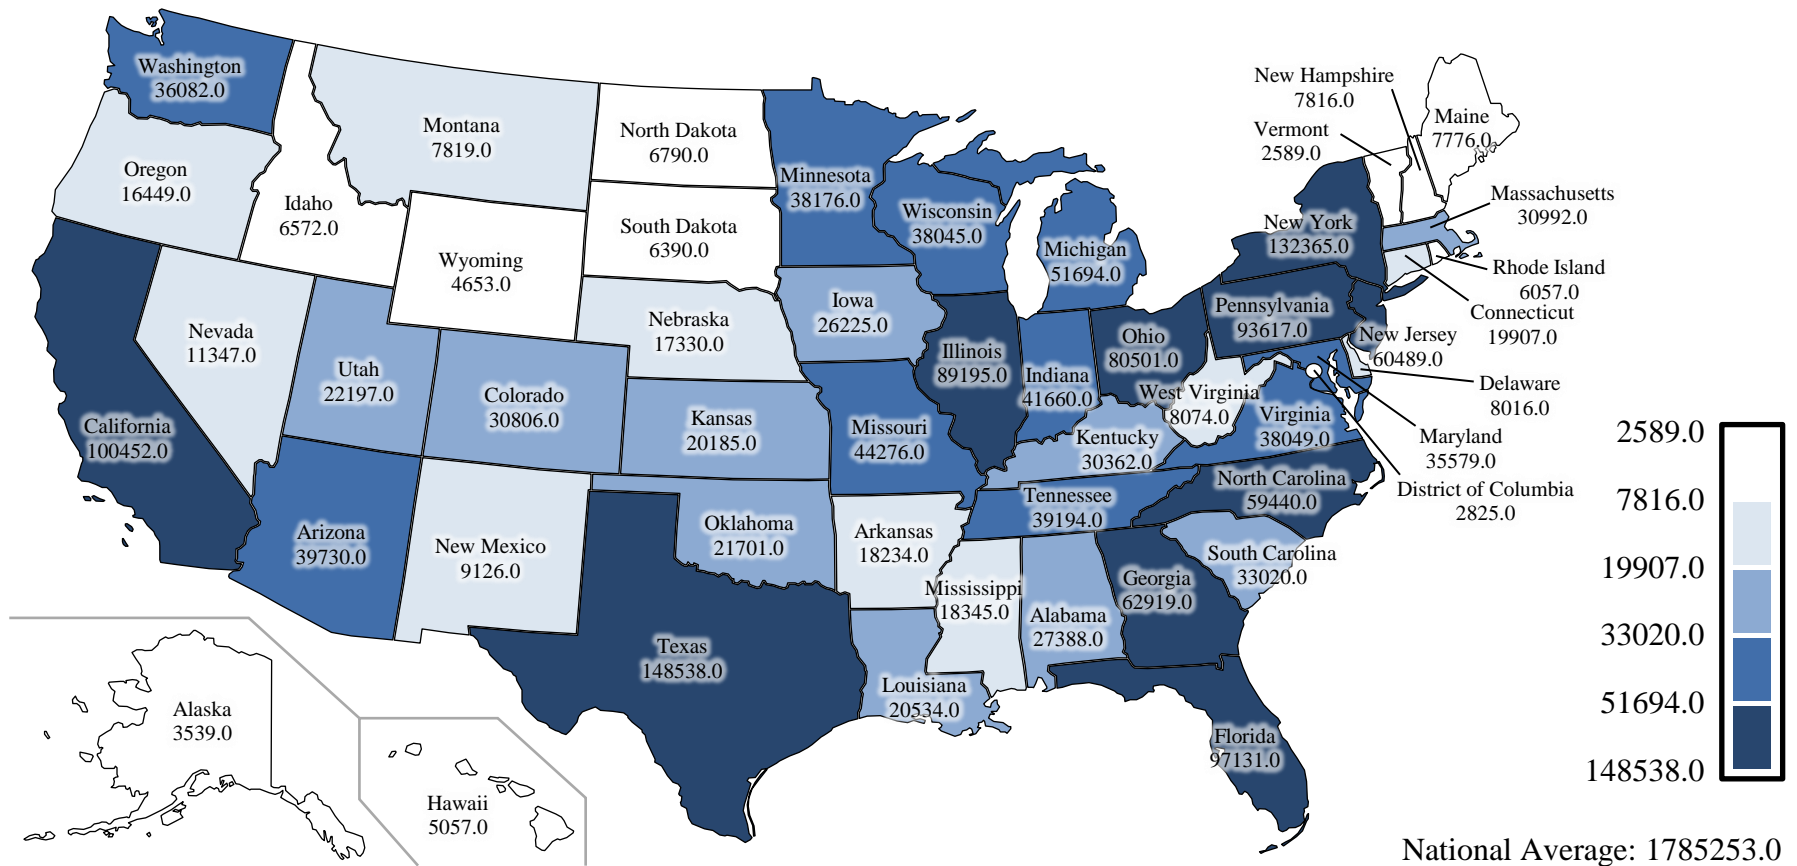 Washington
36082.0
Oregon
16449.0
Idaho
6572.0
Montana
7819.0
North Dakota
6790.0
South Dakota
6390.0
Wyoming
4653.0
Nebraska
17330.0
Nevada
11347.0
Utah
22197.0
Colorado
30806.0
Kansas
20185.0
California
100452.0
Arizona
39730.0
New Mexico
9126.0
Oklahoma
21701.0
Texas
148538.0
Minnesota
38176.0
Iowa
26225.0
Missouri
44276.0
Arkansas
18234.0
Louisiana
20534.0
Wisconsin
38045.0
Illinois
89195.0
Michigan
51694.0
Indiana
41660.0
Ohio
80501.0
Kentucky
30362.0
Tennessee
39194.0
Mississippi
18345.0
Alabama
27388.0
Georgia
62919.0
Florida
97131.0
South Carolina
33020.0
North Carolina
59440.0
Virginia
38049.0
West Virginia
8074.0
Pennsylvania
93617.0
New York
132365.0
New Hampshire
7816.0
Vermont
2589.0
Maine
7776.0
Massachusetts
30992.0
Rhode Island
6057.0
Connecticut
19907.0
New Jersey
60489.0
Delaware
8016.0
Maryland
35579.0
District of Columbia
2825.0
Alaska
3539.0
Hawaii
5057.0
2589.0
7816.0
19907.0
33020.0
51694.0
148538.0
National Average: 1785253.0